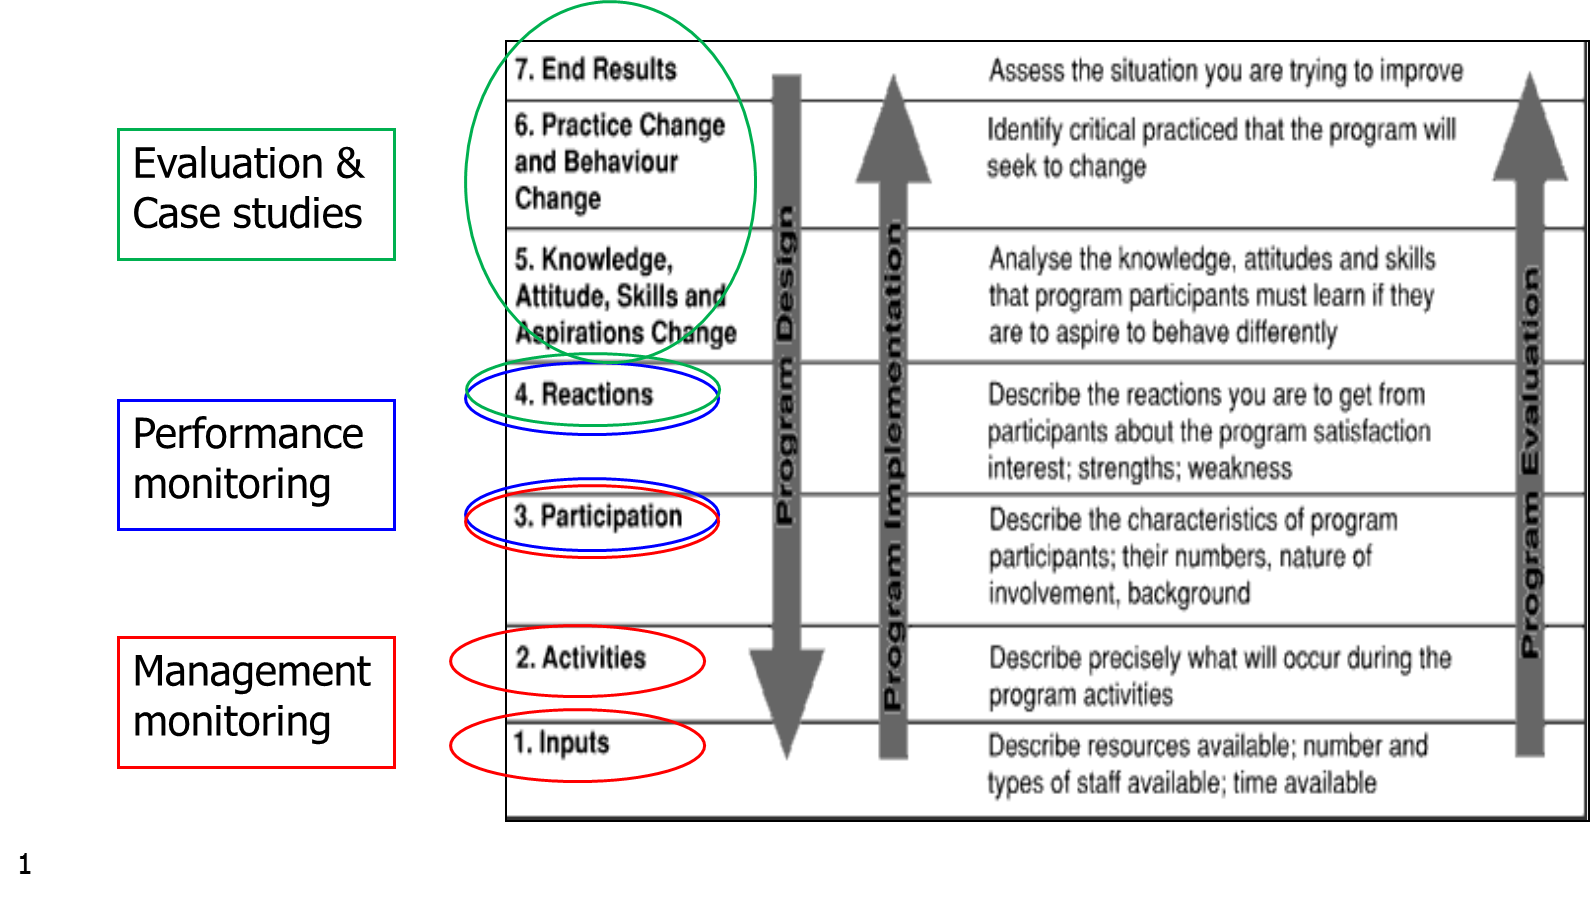 Evaluation &
Case studies
Performance
monitoring
Management
monitoring
7. End Results
Assess the situation you are trying to improve
6. Practice Change
and Behaviour
Change
Identify critical practiced that the program will
seek to change
5. Knowledge,
Attitude, Skills and
Aspirations Change
Analyse the knowledge, attitudes and skills
that program participants must learn if they
are to aspire to behave differently
4. Reactions
Describe the reactions you are to get from
participants about the program satisfaction
interest; strengths; weakness
3. Participation
Describe the characteristics of program
participants; their numbers, nature of
involvement, background
2. Activities
Describe precisely what will occur during the
program activities
1. Inputs
Describe resources available; number and
types of staff available; time available
Program Design
Program Implementation
Program Evaluation
1